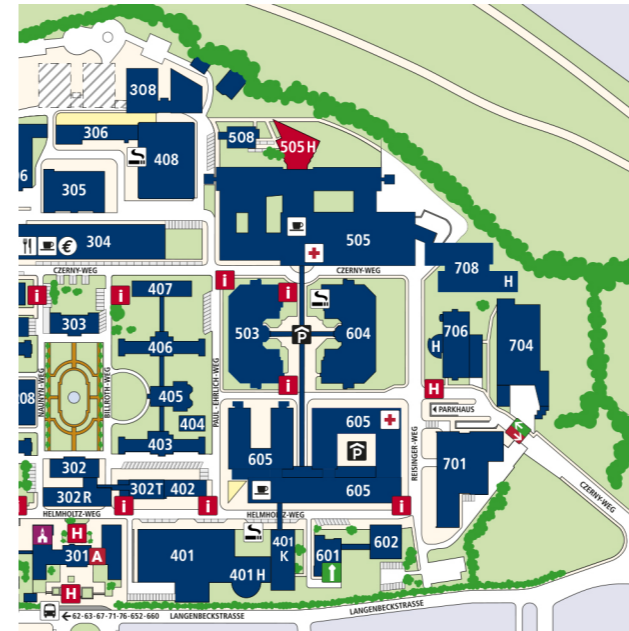 308
306
408
508
505 H
305
304
€
505
CZERNY-WEG
CZERNY-WEG
708
H
i
i
i
i
407
303
503
604
P
706
H
704
406
NAUNYN-WEG
BILLROTH-WEG
PAUL-EHRLICH-WEG
405
404
403
i
H
PARKHAUS
605
605
P
REISINGER-WEG
701
302
302 R
302T
402
605
605
i
i
i
i
HELMHOLTZ-WEG
HELMHOLTZ-WEG
CZERNY-WEG
H
301
A
H
401
401 H
401
K
601
602
62-63-67-71-76-652-660
LANGENBECKSTRASSE
LANGENBECKSTRASSE